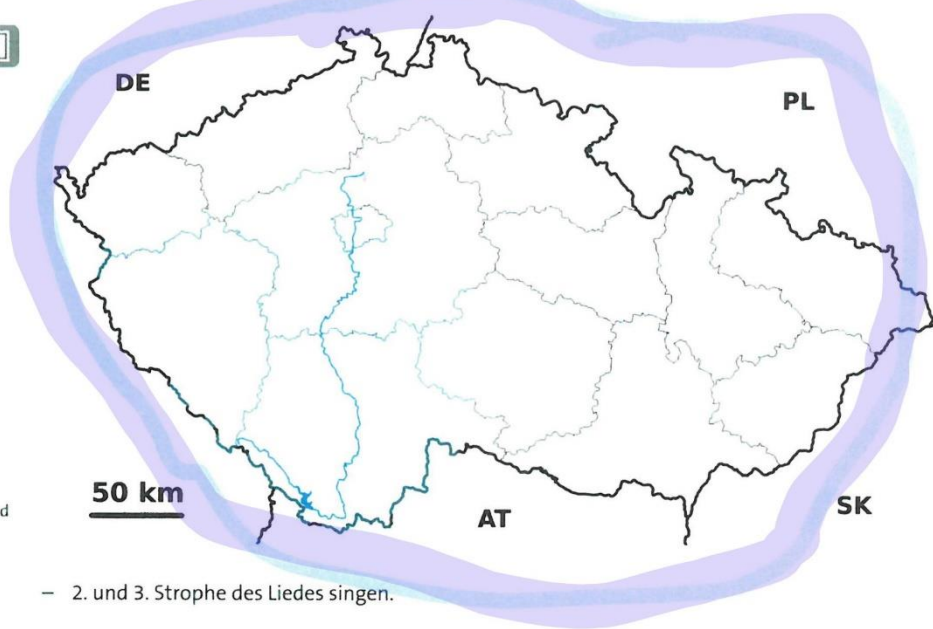 DE
PL
50 km
AT
SK
d
– 2. und 3. Strophe des Liedes singen.